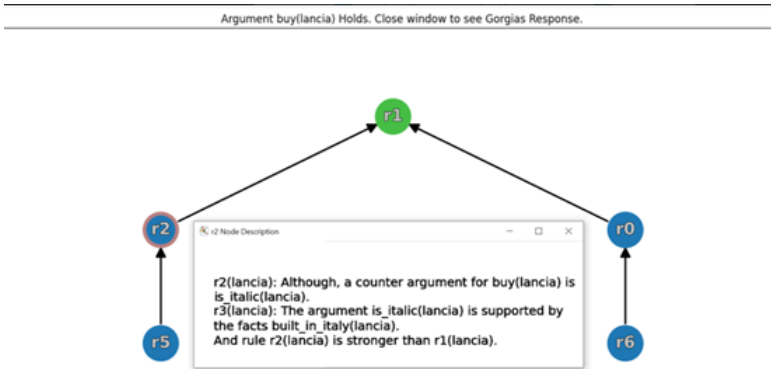 Argument buy(lancia) Holds. Close window to see Gorgias Response.
r1
r2
r0
r2 Node Description
r2(lancia): Although, a counter argument for buy(lancia) is
is_italic(lancia).
r3(lancia): The argument is_italic(lancia) is supported by
the facts built_in_italy(lancia).
And rule r2(lancia) is stronger than r1(lancia).
r5
r6